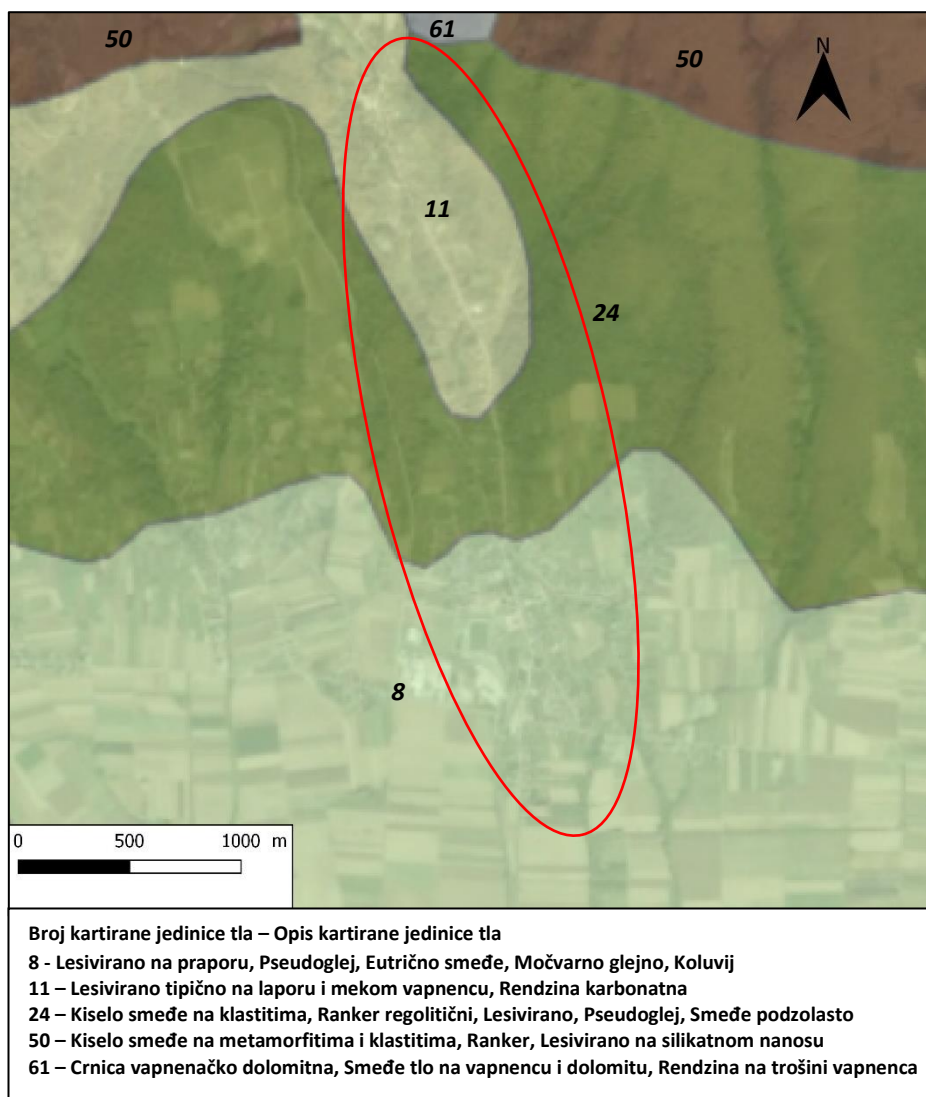 50
61
50
N
11
24
8
0 500 1000 m
Broj kartirane jedinice tla – Opis kartirane jedinice tla
8 - Lesivirano na praporu, Pseudoglej, Eutrično smeđe, Močvarno glejno, Koluvij
11 – Lesivirano tipično na laporu i mekom vapnencu, Rendzina karbonatna
24 – Kiselo smeđe na klastitima, Ranker regolitični, Lesivirano, Pseudoglej, Smeđe podzolasto
50 – Kiselo smeđe na metamorfitima i klastitima, Ranker, Lesivirano na silikatnom nanosu
61 – Crnica vapnenačko dolomitna, Smeđe tlo na vapnencu i dolomitu, Rendzina na trošini vapnenca